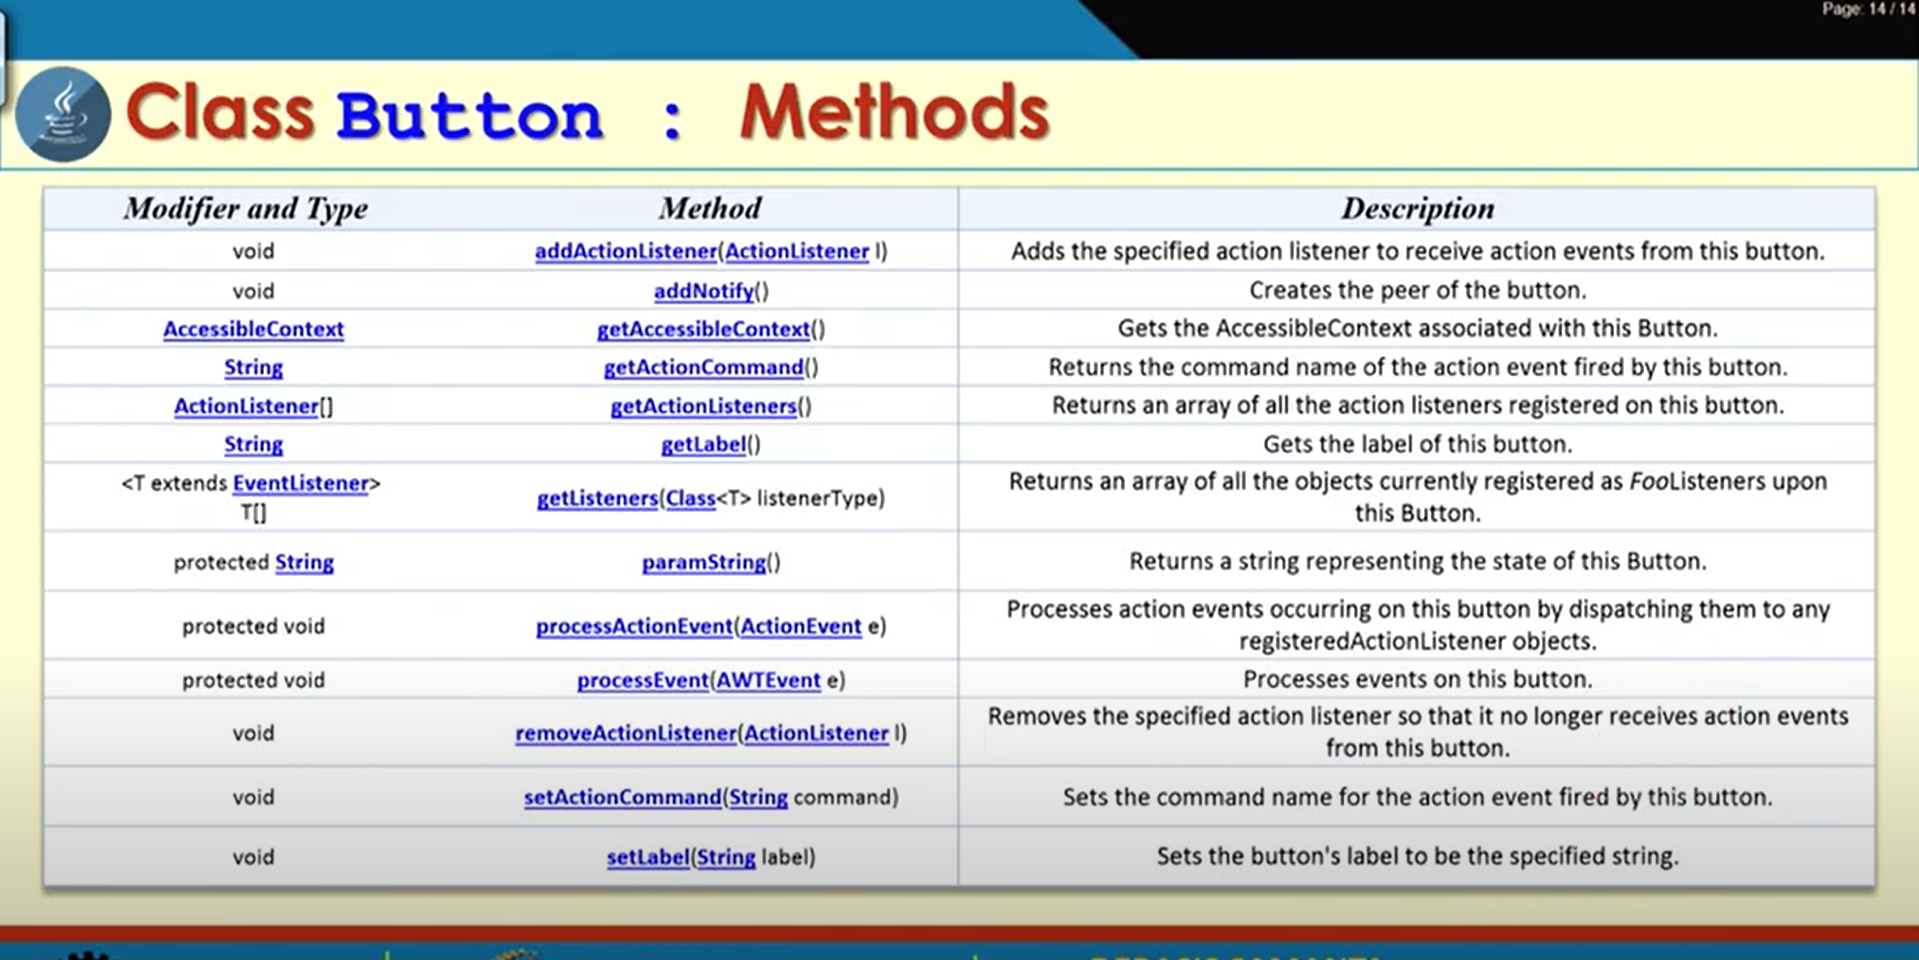 Page: 14 / 14
Class Button : Methods
Modifier and Type Method Description
void addActionListener(ActionListener l) Adds the specified action listener to receive action events from this button.
void addNotify() Creates the peer of the button.
AccessibleContext getAccessibleContext() Gets the AccessibleContext associated with this Button.
String getActionCommand() Returns the command name of the action event fired by this button.
ActionListener[] getActionListeners() Returns an array of all the action listeners registered on this button.
String getLabel() Gets the label of this button.
<T extends EventListener>
T[]
getListeners(Class<T> listenerType)
Returns an array of all the objects currently registered as FooListeners upon
this Button.
protected String paramString() Returns a string representing the state of this Button.
protected void processActionEvent(ActionEvent e)
Processes action events occurring on this button by dispatching them to any
registeredActionListener objects.
protected void processEvent(AWTEvent e) Processes events on this button.
void removeActionListener(ActionListener l)
Removes the specified action listener so that it no longer receives action events
from this button.
void setActionCommand(String command) Sets the command name for the action event fired by this button.
void setLabel(String label) Sets the button's label to be the specified string.